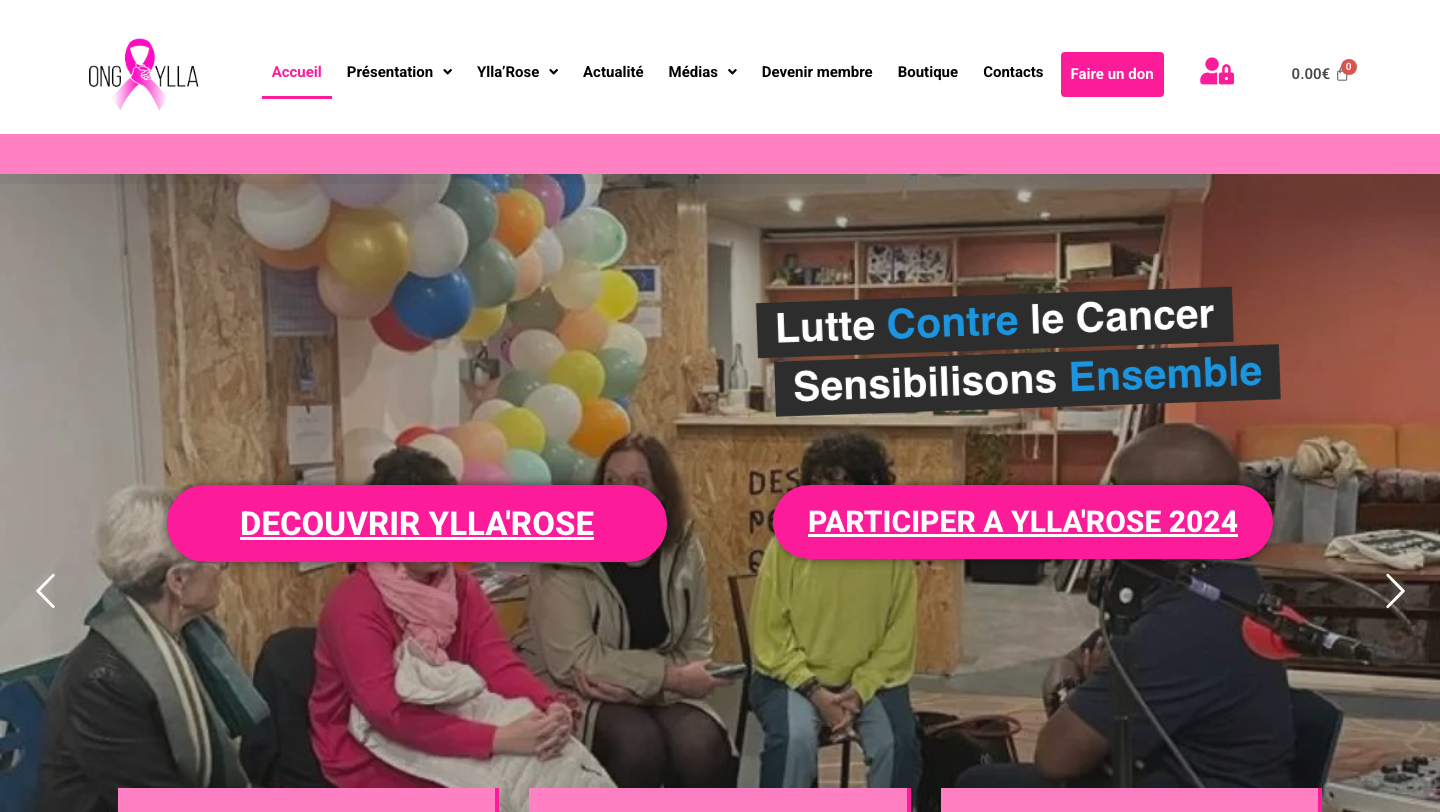 ONG YLLA
Accueil Présentation Ylla'Rose Actualité Médias Devenir membre Boutique Contacts Faire un don 0.00€ 0
Lutte Contre le Cancer
Sensibilisons Ensemble
DES
DECOUVRIR YLLA'ROSE
PARTICIPER A YLLA'ROSE 2024